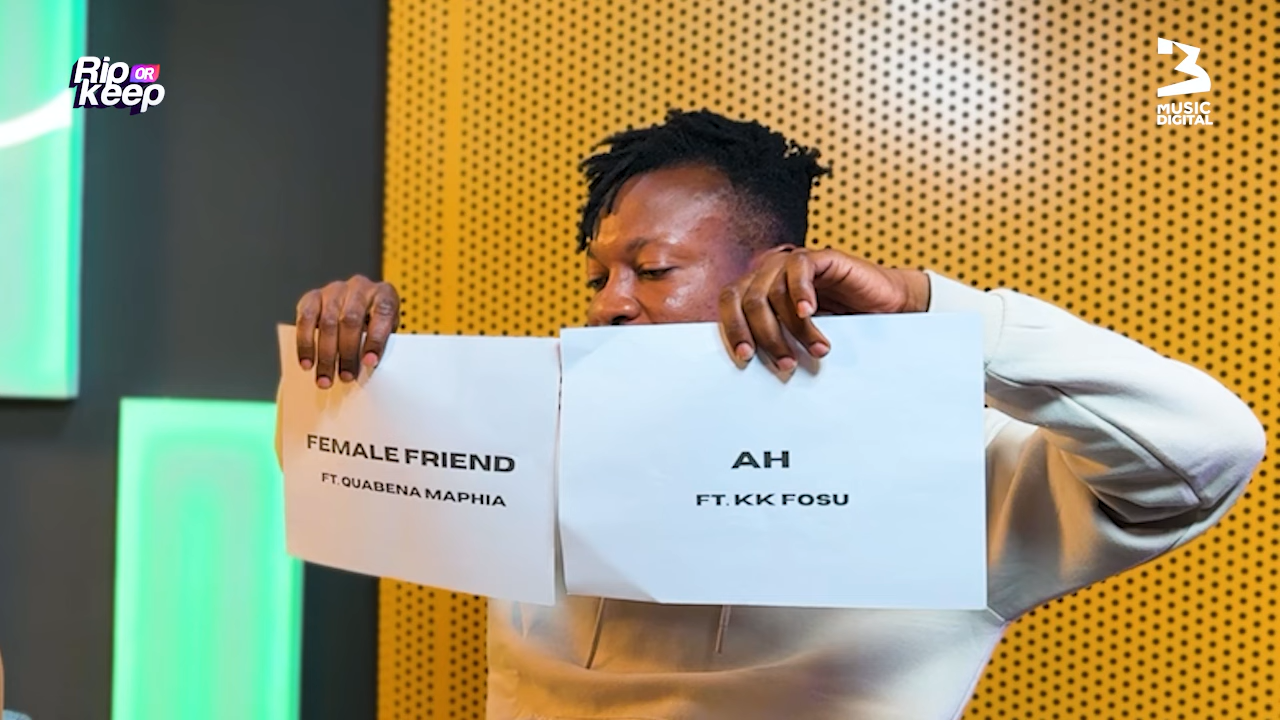 Rip OR
Keep
3
MUSIC
DIGITAL
FEMALE FRIEND
FT. QUABENA MAPHIA
AH
FT. KK FOSU